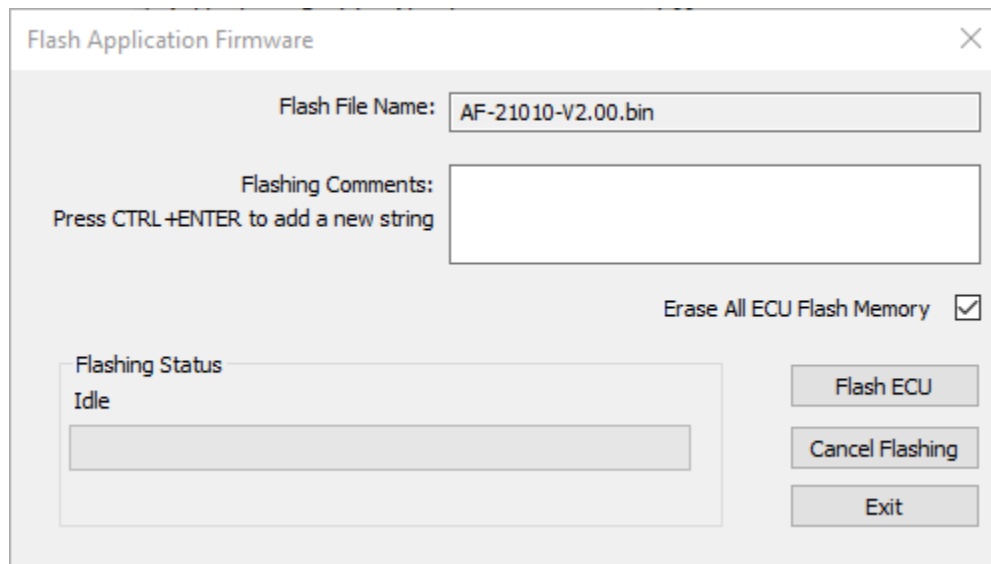 Flash Application Firmware
Flash File Name: AF-21010-V2.00.bin
Flashing Comments:
Press CTRL+ENTER to add a new string
Erase All ECU Flash Memory
Flashing Status
Idle
Flash ECU
Cancel Flashing
Exit